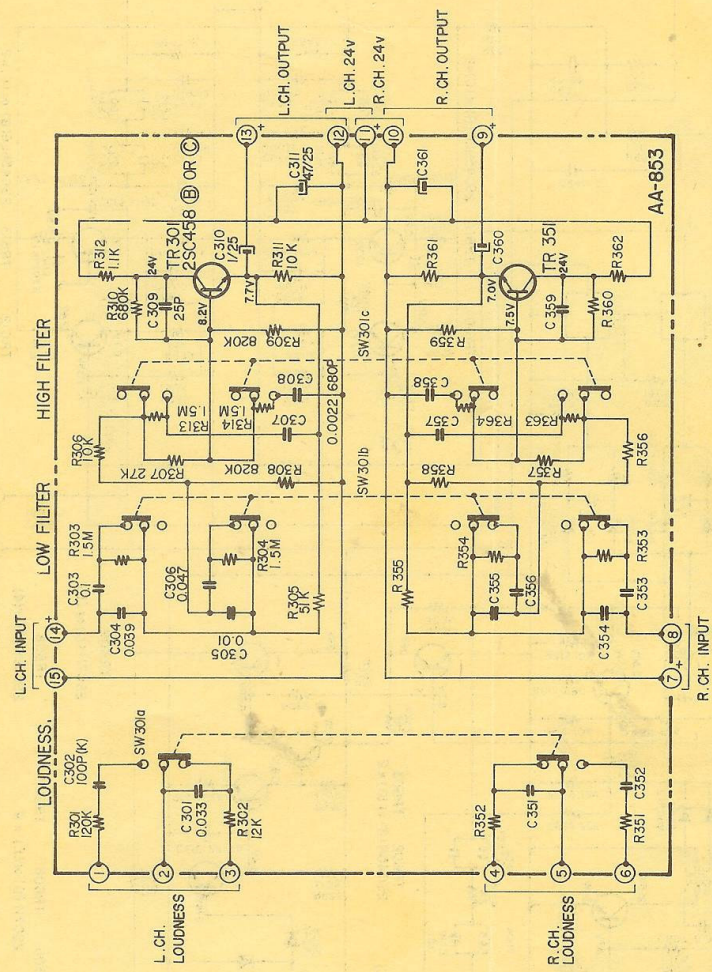 LOUDNESS.
LOW FILTER
HIGH FILTER
L.CH. INPUT
15
14 +
L.CH. LOUDNESS
1
2
3
R301
120K
C302
100P(K)
SW301a
C301
0.033
R302
12K
C303
0.1
R303
1.5M
C304
0.039
C306
0.047
R304
1.5M
C305
0.01
R305
51K
R306
10K
R307 27K
R308 820K
R313
1.5M
R314
1.5M
C307
0.0022
C308
680P
R309 820K
R310
680K
C309
25P
R312
1.1K
24V
TR301
2SC458 B OR C
8.2V
7.7V
C310
1/25
R311
10K
C311
47/25
13 +
12
11 +
10
9 +
L.CH. OUTPUT
L.CH. 24v
R.CH. 24v
R.CH. OUTPUT
SW301b
SW301c
R.CH.
LOUDNESS
4
5
6
R352
C351
R351
C352
R.CH. INPUT
7 +
8
R355
R354
C355
C356
C354
C353
R353
R358
R357
R356
C357
C358
R364
R363
R359
R361
C361
C360
7.0V
7.5V
TR 351
24V
C359
R360
R362
AA-853